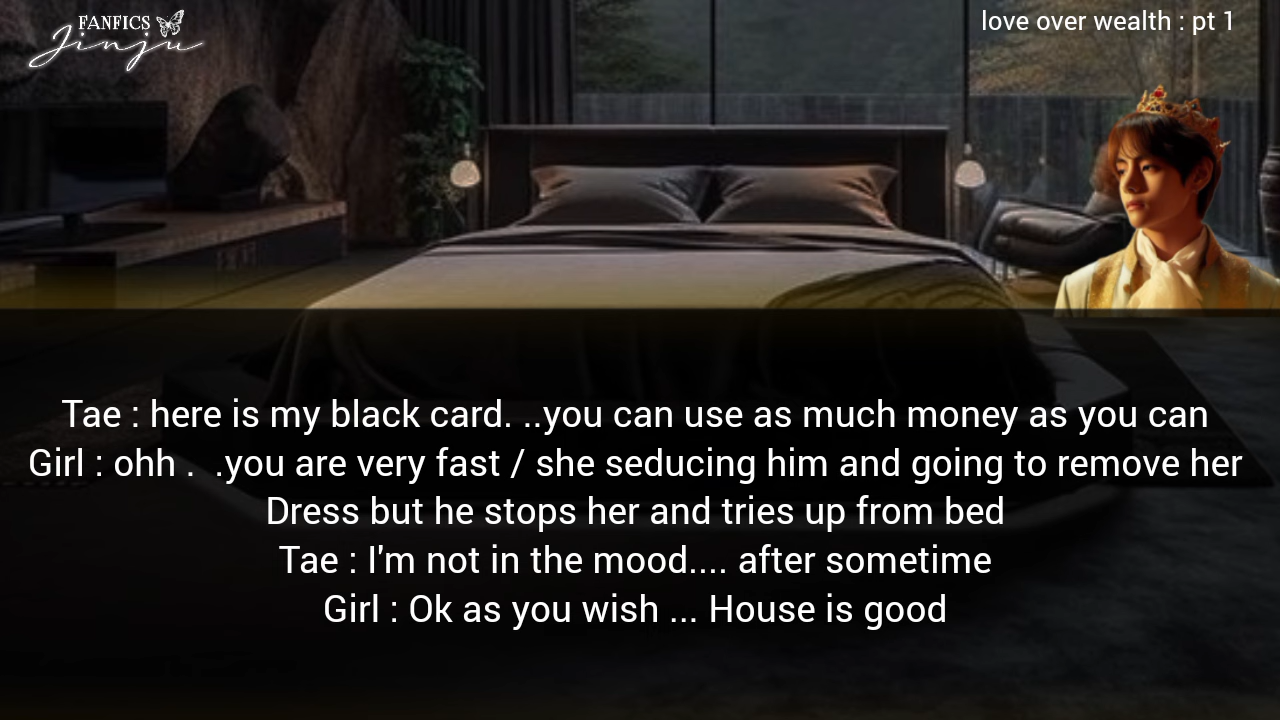 FANFICS
Jinju
love over wealth : pt 1
Tae : here is my black card. ..you can use as much money as you can
Girl : ohh .  .you are very fast / she seducing him and going to remove her
Dress but he stops her and tries up from bed
Tae : I'm not in the mood.... after sometime
Girl : Ok as you wish ... House is good